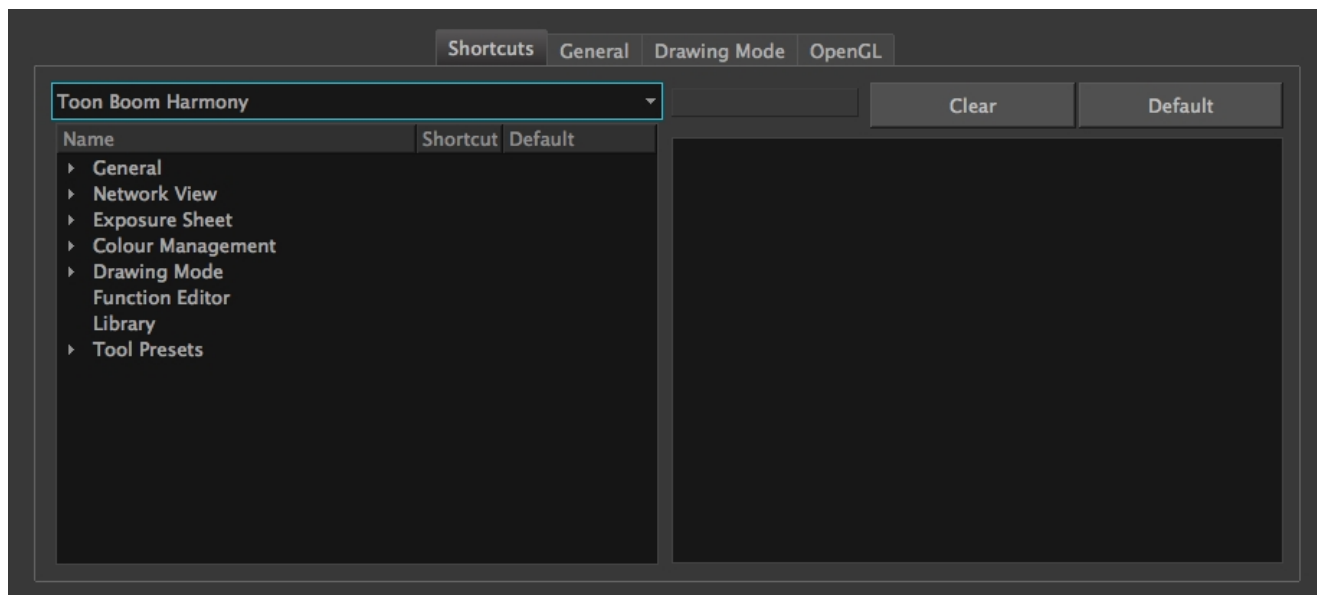 Shortcuts General Drawing Mode OpenGL
Toon Boom Harmony Clear Default
Name Shortcut Default
General
Network View
Exposure Sheet
Colour Management
Drawing Mode
Function Editor
Library
Tool Presets